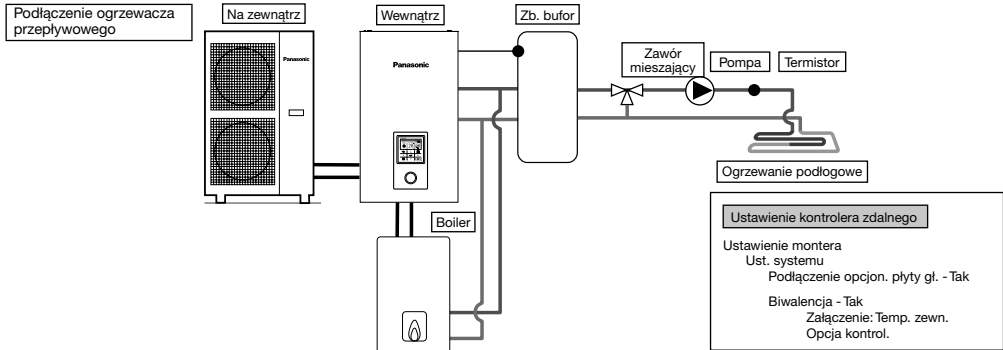 Podłączenie ogrzewacza
przepływowego
Na zewnątrz
Wewnątrz
Zb. bufor
Panasonic
Panasonic
Zawór
mieszający
Pompa
Termistor
Ogrzewanie podłogowe
Boiler
Ustawienie kontrolera zdalnego
Ustawienie montera
Ust. systemu
Podłączenie opcjon. płyty gł. - Tak
Biwalencja - Tak
Załączenie: Temp. zewn.
Opcja kontrol.